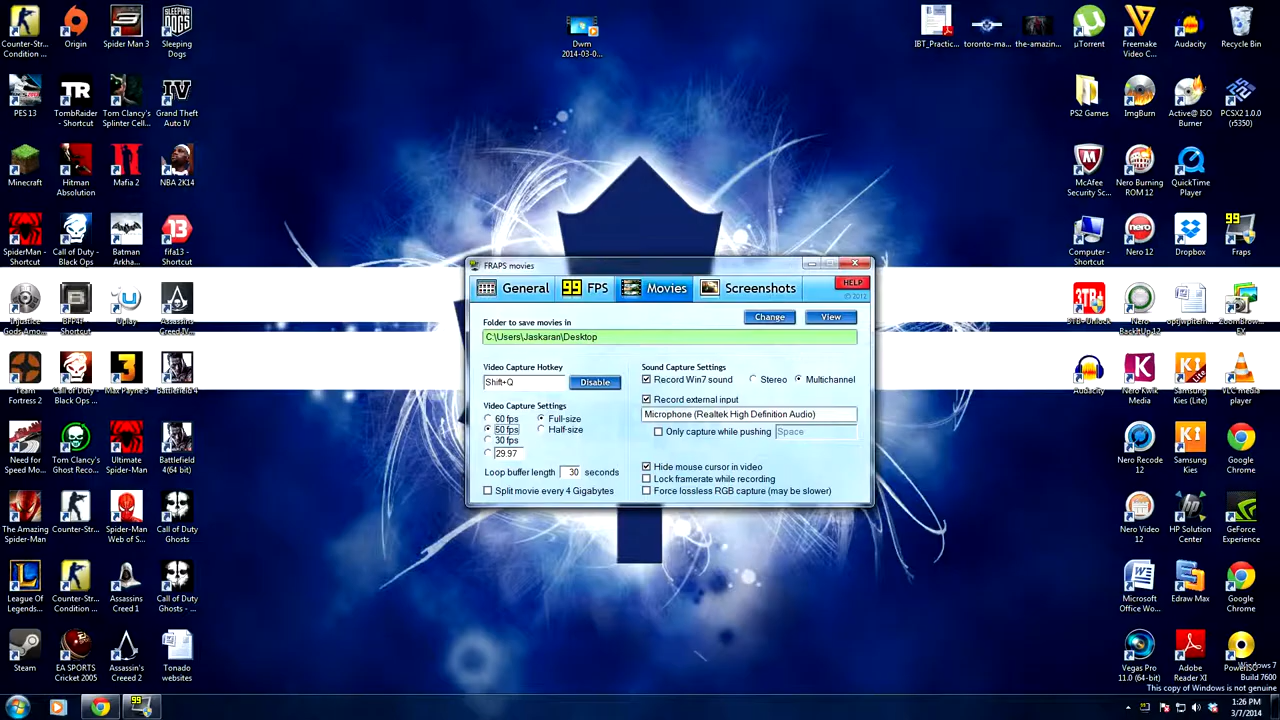 Counter-Str...
Condition ...
Origin
Spider Man 3
Sleeping
Dogs
Dwm
2014-03-0...
IBT_Practic...
toronto-ma...
the-amazin...
µTorrent
Freemake
Video C...
Audacity
Recycle Bin
PES 13
TombRaider
- Shortcut
Tom Clancy's
Splinter Cell...
Grand Theft
Auto IV
PS2 Games
ImgBurn
Active@ ISO
Burner
PCSX2 1.0.0
(r5350)
Minecraft
Hitman
Absolution
Mafia 2
NBA 2K14
McAfee
Security Sc...
Nero Burning
ROM 12
QuickTime
Player
SpiderMan -
Shortcut
Call of Duty -
Black Ops
Batman
Arkha...
fifa13 -
Shortcut
Computer -
Shortcut
Nero 12
Dropbox
Fraps
FRAPS movies
General
99 FPS
Movies
Screenshots
HELP
© 2012
Folder to save movies in
Change
View
C:\Users\Jaskaran\Desktop
Video Capture Hotkey
Shift+Q
Disable
Video Capture Settings
60 fps
50 fps
30 fps
29.97
Full-size
Half-size
Loop buffer length 30 seconds
Split movie every 4 Gigabytes
Sound Capture Settings
Record Win7 sound
Stereo
Multichannel
Record external input
Microphone (Realtek High Definition Audio)
Only capture while pushing Space
Hide mouse cursor in video
Lock framerate while recording
Force lossless RGB capture (may be slower)
Uplay
Assassins
Creed IV...
Nero
BackItUp 12
Team
Fortress 2
Call of Duty
Black Ops ...
Max Payne 3
Battlefield 4
Audacity
Nero Kwik
Media
Samsung
Kies (Lite)
VLC media
player
Need for
Speed Mo...
Tom Clancy's
Ghost Recon...
Ultimate
Spider-Man
Battlefield
4(64 bit)
Nero Recode
12
Samsung
Kies
Google
Chrome
The Amazing
Spider-Man
Counter-Str...
Spider-Man
Web of S...
Call of Duty
Ghosts
Nero Video
12
HP Solution
Center
GeForce
Experience
League Of
Legends...
Counter-Str...
Condition ...
Assassins
Creed 1
Call of Duty
Ghosts - ...
Microsoft
Office Wo...
Edraw Max
Google
Chrome
Steam
EA SPORTS
Cricket 2005
Assassin's
Creeed 2
Tonado
websites
Vegas Pro
11.0 (64-bit)
Adobe
Reader XI
PowerISO
Windows 7
Build 7600
This copy of Windows is not genuine
1:26 PM
3/7/2014